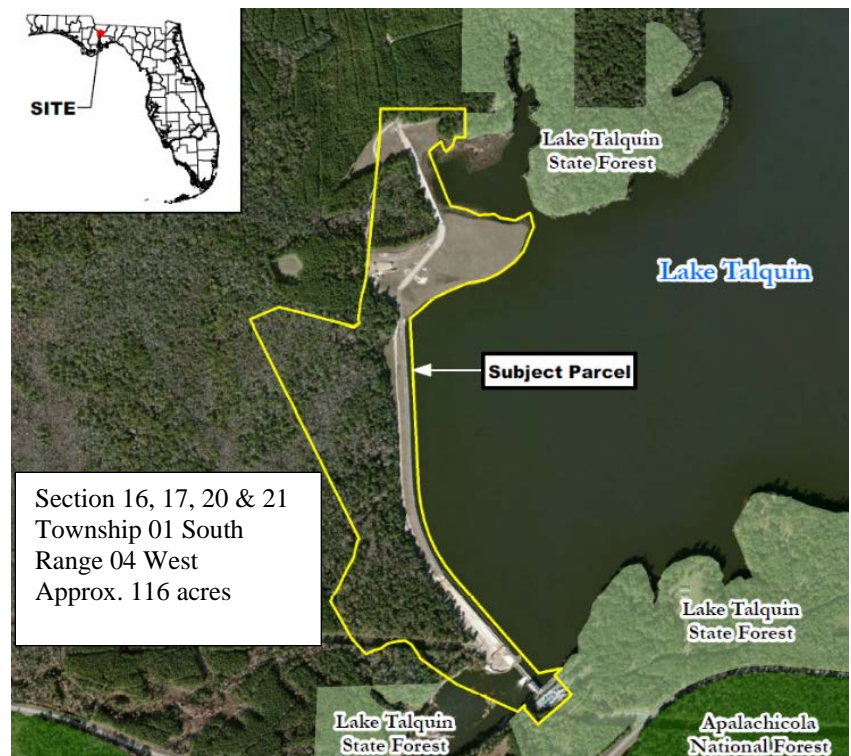 SITE
Lake Talquin
State Forest
Lake Talquin
Subject Parcel
Section 16, 17, 20 & 21
Township 01 South
Range 04 West
Approx. 116 acres
Lake Talquin
State Forest
Lake Talquin
State Forest
Apalachicola
National Forest